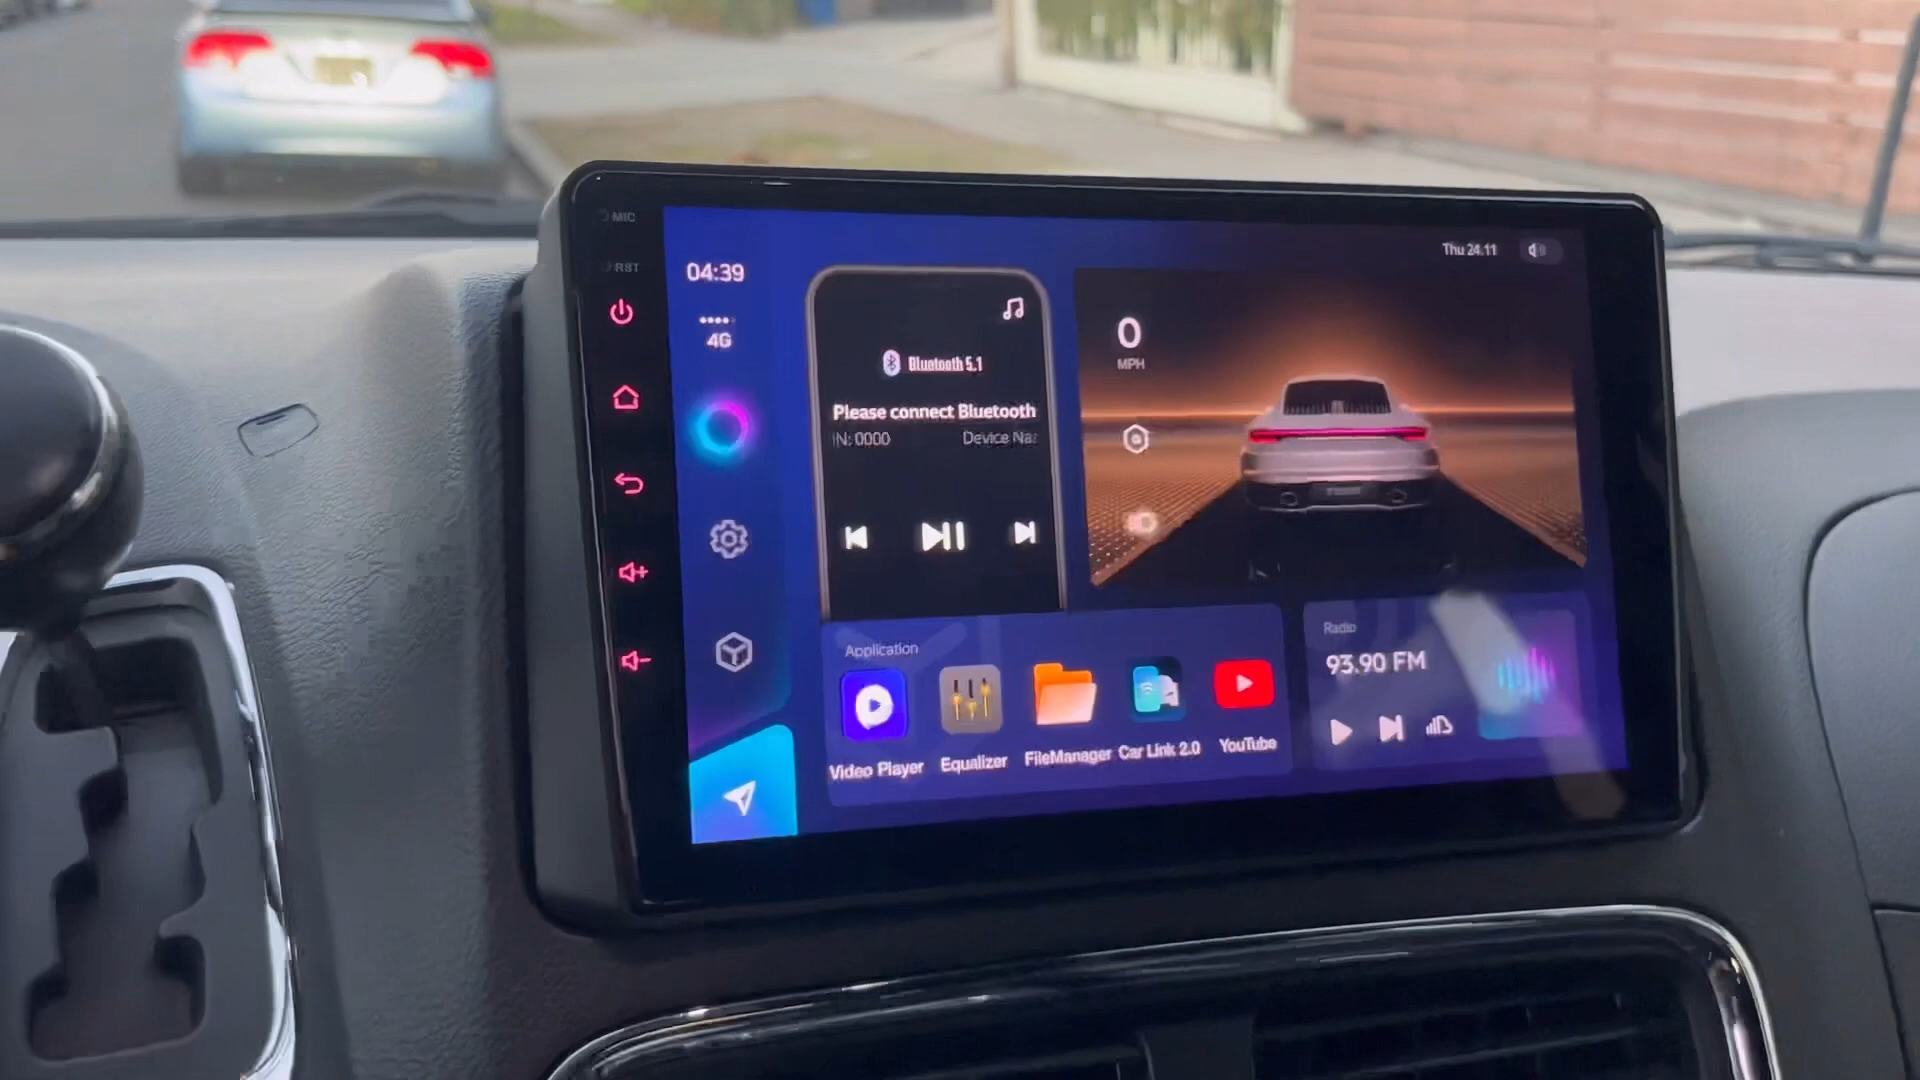 MIC
RST
04:39
4G
Bluetooth 5.1
Please connect Bluetooth
IN: 0000
Device Na
Thu 24.11
0
MPH
Application
Video Player
Equalizer
FileManager
Car Link 2.0
YouTube
Radio
93.90 FM